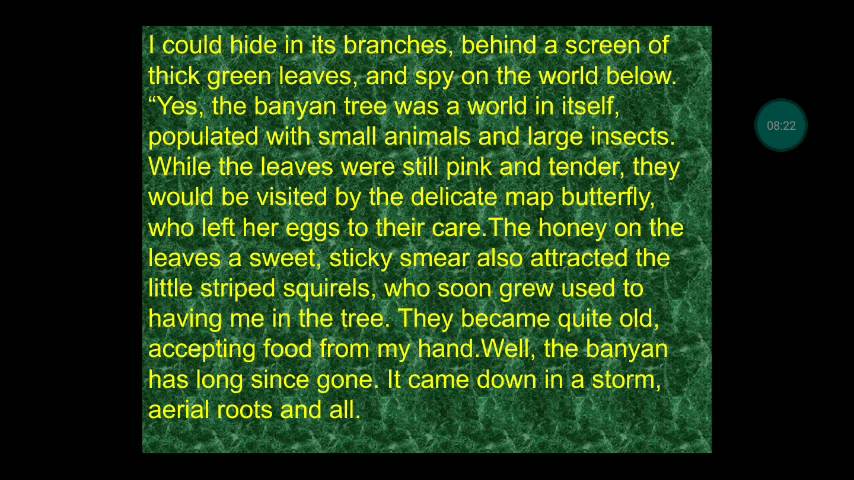 I could hide in its branches, behind a screen of
thick green leaves, and spy on the world below.
“Yes, the banyan tree was a world in itself,
populated with small animals and large insects.
While the leaves were still pink and tender, they
would be visited by the delicate map butterfly,
who left her eggs to their care.The honey on the
leaves a sweet, sticky smear also attracted the
little striped squirrels, who soon grew used to
having me in the tree. They became quite old,
accepting food from my hand.Well, the banyan
has long since gone. It came down in a storm,
aerial roots and all.
08:22